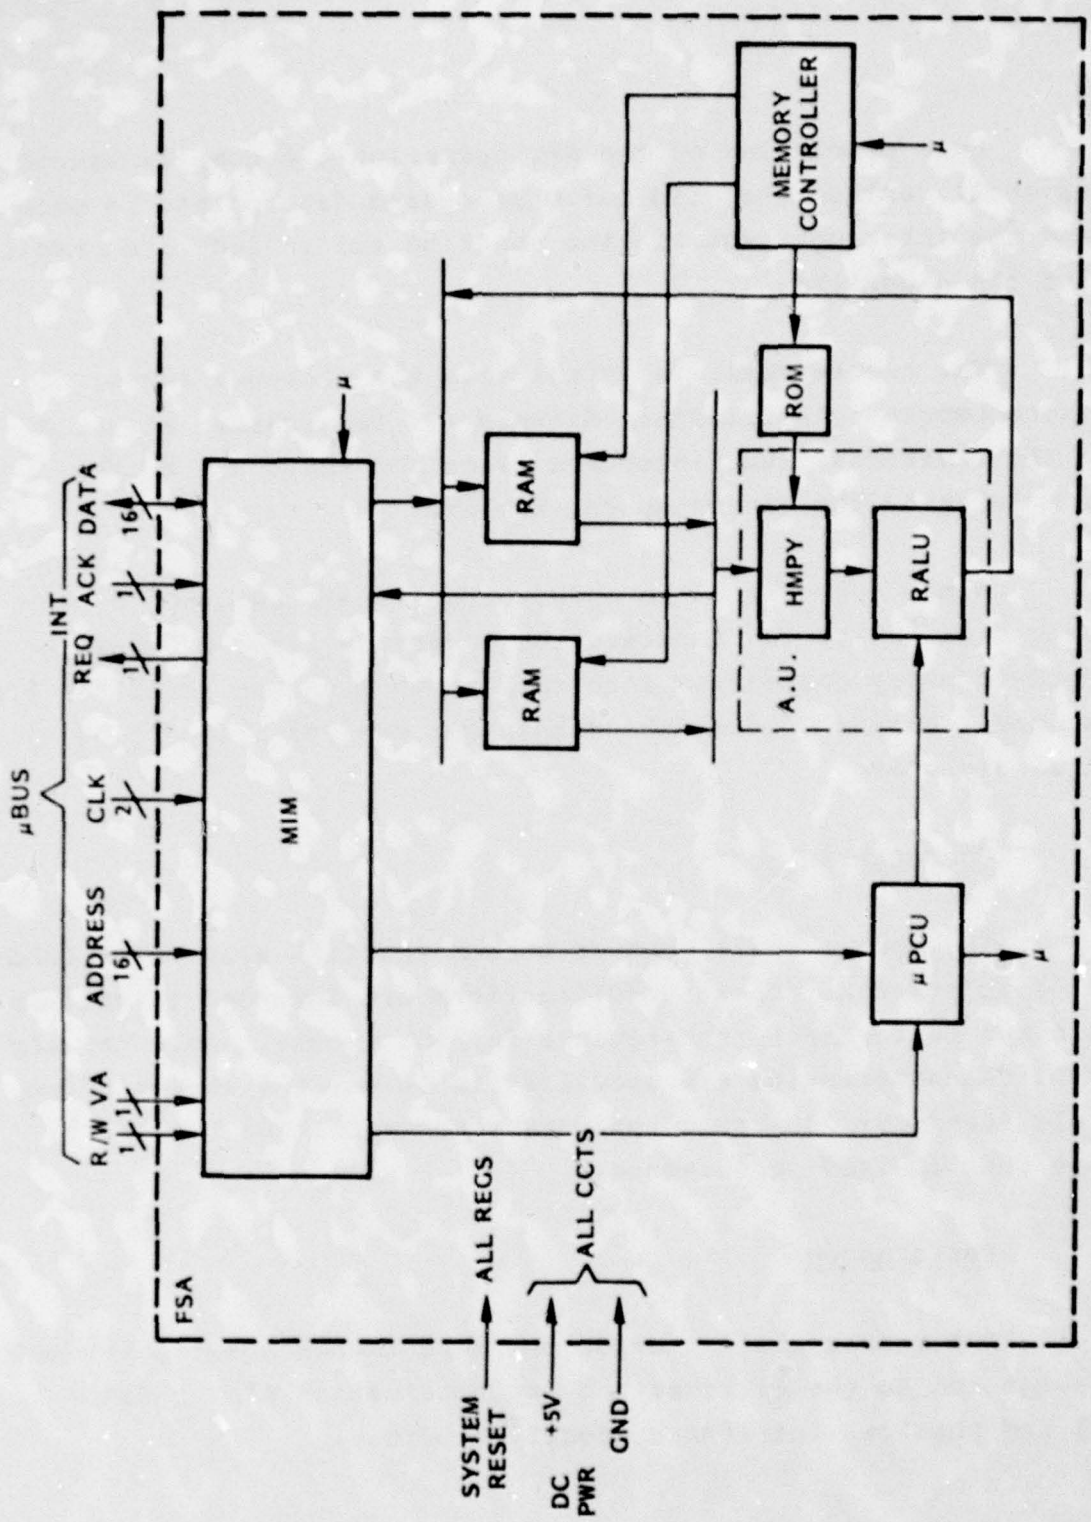 µBUS
INT
R/W VA ADDRESS CLK REQ ACK DATA
1 1 16 2 1 1 16
FSA
MIM
µ
SYSTEM
RESET
ALL REGS
DC
PWR
+5V
GND
ALL CCTS
RAM
RAM
A.U.
HMPY
ROM
MEMORY
CONTROLLER
µ
µPCU
RALU
µ